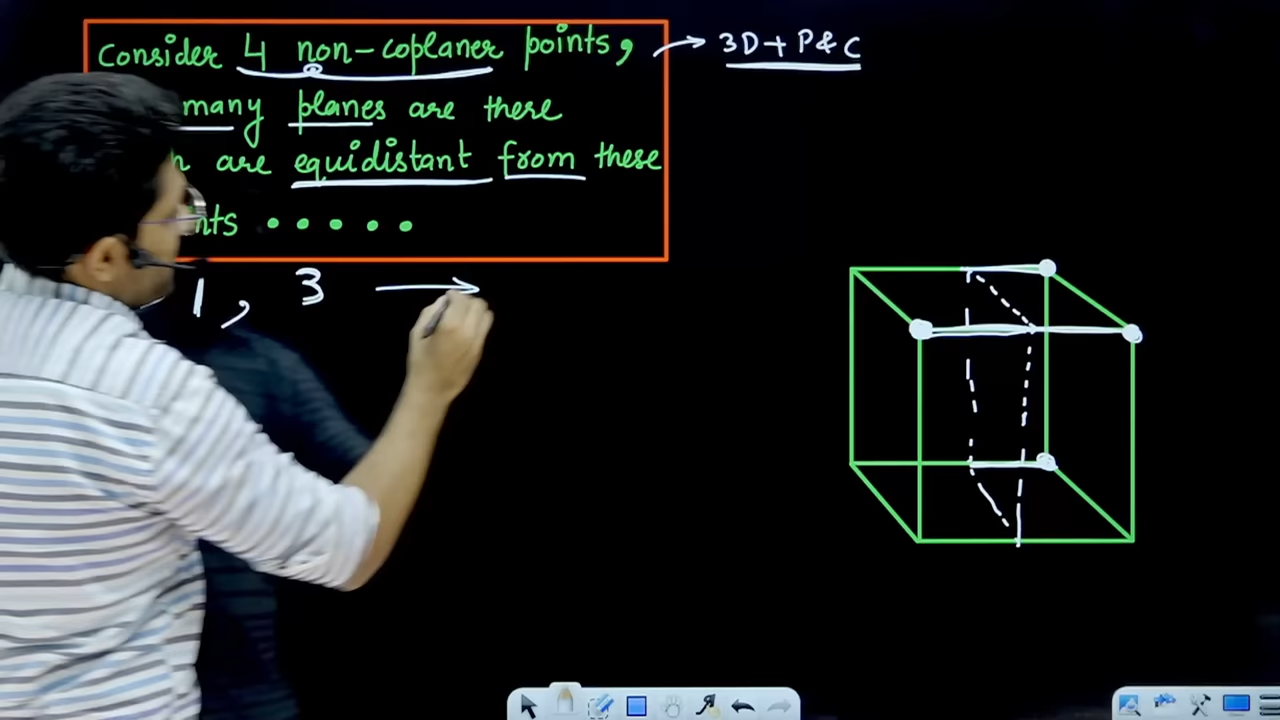 Consider 4 non-coplaner points,
many planes are there
are equidistant from these
nts .....
1, 3 →
→ 3D + P & C